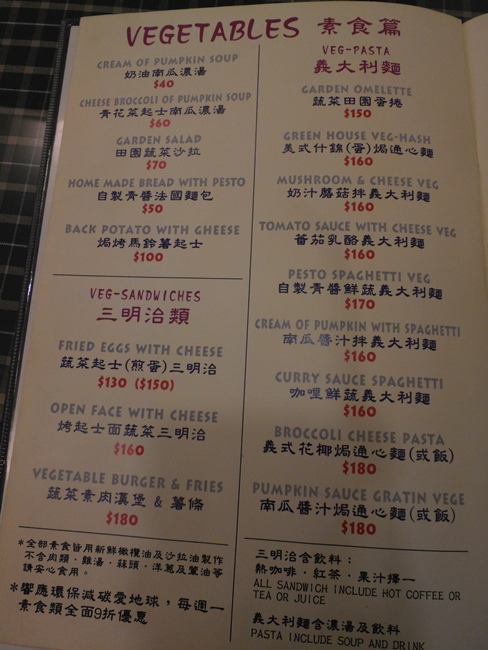 VEGETABLES 素食篇
CREAM OF PUMPKIN SOUP
奶油南瓜濃湯
$40
CHEESE BROCCOLI OF PUMPKIN SOUP
青花菜起士南瓜濃湯
$60
GARDEN SALAD
田園蔬菜沙拉
$70
HOME MADE BREAD WITH PESTO
自製青醬法國麵包
$50
BACK POTATO WITH GHEESE
焗烤馬鈴薯起士
$100
VEG-SANDWICHES
三明治類
FRIED EGGS WITH CHEESE
蔬菜起士(煎蛋)三明治
$130 ($150)
OPEN FACE WITH CHEESE
烤起士面蔬菜三明治
$160
VEGETABLE BURGER & FRIES
蔬菜素肉漢堡 & 薯條
$180
*全部素食皆用新鮮橄欖油及沙拉油製作
不含肉類、雞湯、蒜頭、洋蔥及葷油等
請安心食用。
*響應環保減碳愛地球，每週一
素食類全面9折優惠
VEG-PASTA
義大利麵
GARDEN OMELETTE
蔬菜田園蛋捲
$150
GREEN HOUSE VEG-HASH
美式什錦(蛋)焗通心麵
$160
MUSHROOM & CHEESE VEG
奶汁蘑菇拌義大利麵
$160
TOMATO SAUCE WITH CHEESE VEG
蕃茄乳酪義大利麵
$160
PESTO SPAGHETTI VEG
自製青醬鮮蔬義大利麵
$170
CREAM OF PUMPKIN WITH SPAGHETTI
南瓜醬汁拌義大利麵
$160
CURRY SAUCE SPAGHETTI
咖哩鮮蔬義大利麵
$160
BROCCOLI CHEESE PASTA
義式花椰焗通心麵(或飯)
$180
PUMPKIN SAUCE GRATIN VEGE
南瓜醬汁焗通心麵(或飯)
$180
三明治含飲料：
熱咖啡、紅茶、果汁擇一
ALL SANDWICH INCLUDE HOT COFFEE OR
TEA OR JUICE
義大利麵含濃湯及飲料
PASTA INCLUDE SOUP AND DRINK